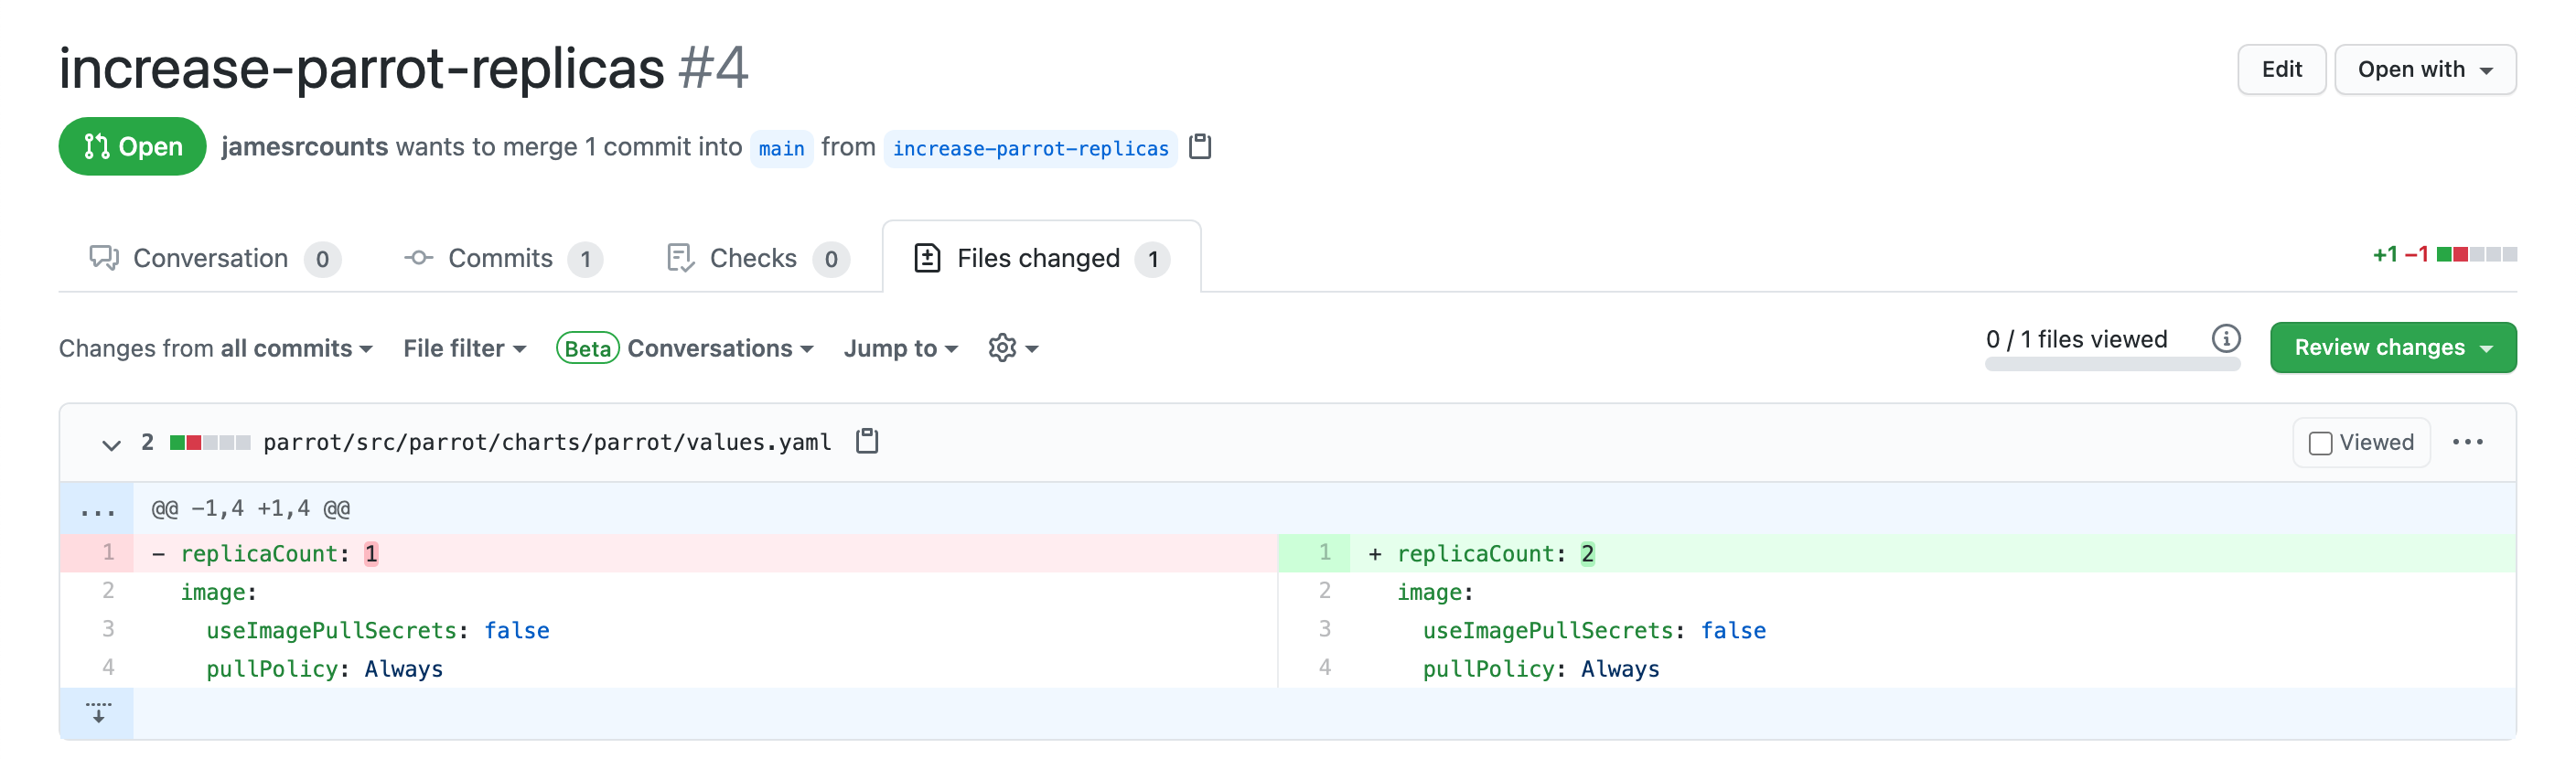 increase-parrot-replicas #4
Edit
Open with
Open
jamesrcounts wants to merge 1 commit into main from increase-parrot-replicas
Conversation 0
Commits 1
Checks 0
Files changed 1
+1 −1
Changes from all commits
File filter
Beta Conversations
Jump to
0 / 1 files viewed
Review changes
2 parrot/src/parrot/charts/parrot/values.yaml
Viewed
... @@ −1,4 +1,4 @@
1 − replicaCount: 1
2 image:
3 useImagePullSecrets: false
4 pullPolicy: Always
1 + replicaCount: 2
2 image:
3 useImagePullSecrets: false
4 pullPolicy: Always